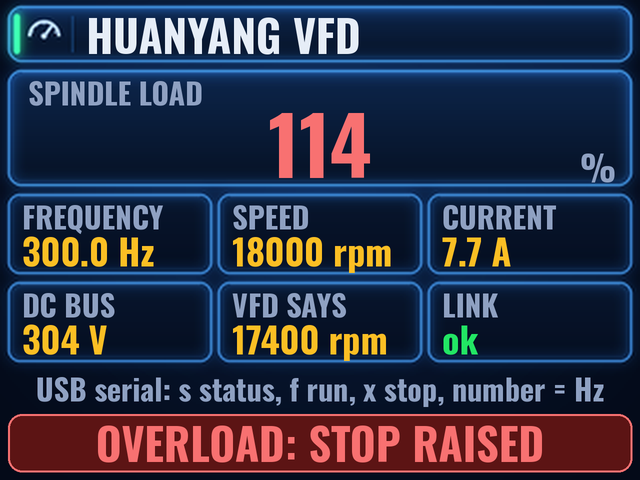 HUANYANG VFD
SPINDLE LOAD
114
%
FREQUENCY
300.0 Hz
SPEED
18000 rpm
CURRENT
7.7 A
DC BUS
304 V
VFD SAYS
17400 rpm
LINK
ok
USB serial: s status, f run, x stop, number = Hz
OVERLOAD: STOP RAISED